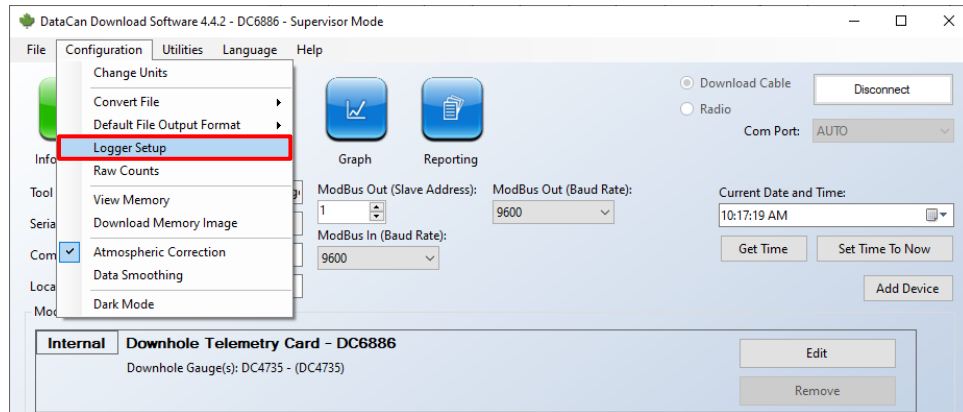 DataCan Download Software 4.4.2 - DC6886 - Supervisor Mode
File Configuration Utilities Language Help
Change Units
Convert File
Default File Output Format
Logger Setup
Raw Counts
View Memory
Download Memory Image
Atmospheric Correction
Data Smoothing
Dark Mode
Graph
Reporting
Download Cable
Radio
Disconnect
Com Port: AUTO
Tool
Seria
Com
Loca
ModBus Out (Slave Address):
1
ModBus In (Baud Rate):
9600
ModBus Out (Baud Rate):
9600
Current Date and Time:
10:17:19 AM
Get Time
Set Time To Now
Add Device
Internal Downhole Telemetry Card - DC6886
Downhole Gauge(s): DC4735 - (DC4735)
Edit
Remove